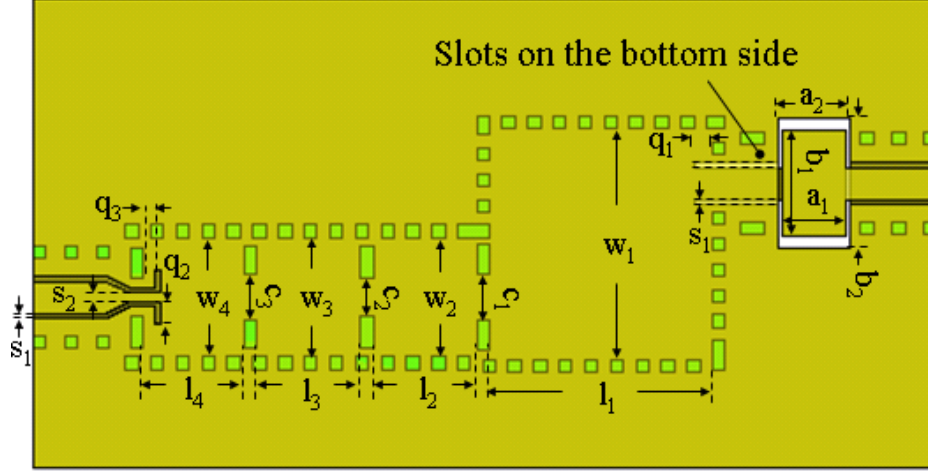 Slots on the bottom side
a₂
q₁
b₁
a₁
q₃
s₁
w₁
q₂
s₂
w₄
c₃
w₃
c₂
w₂
c₁
b₂
s₁
l₄
l₃
l₂
l₁